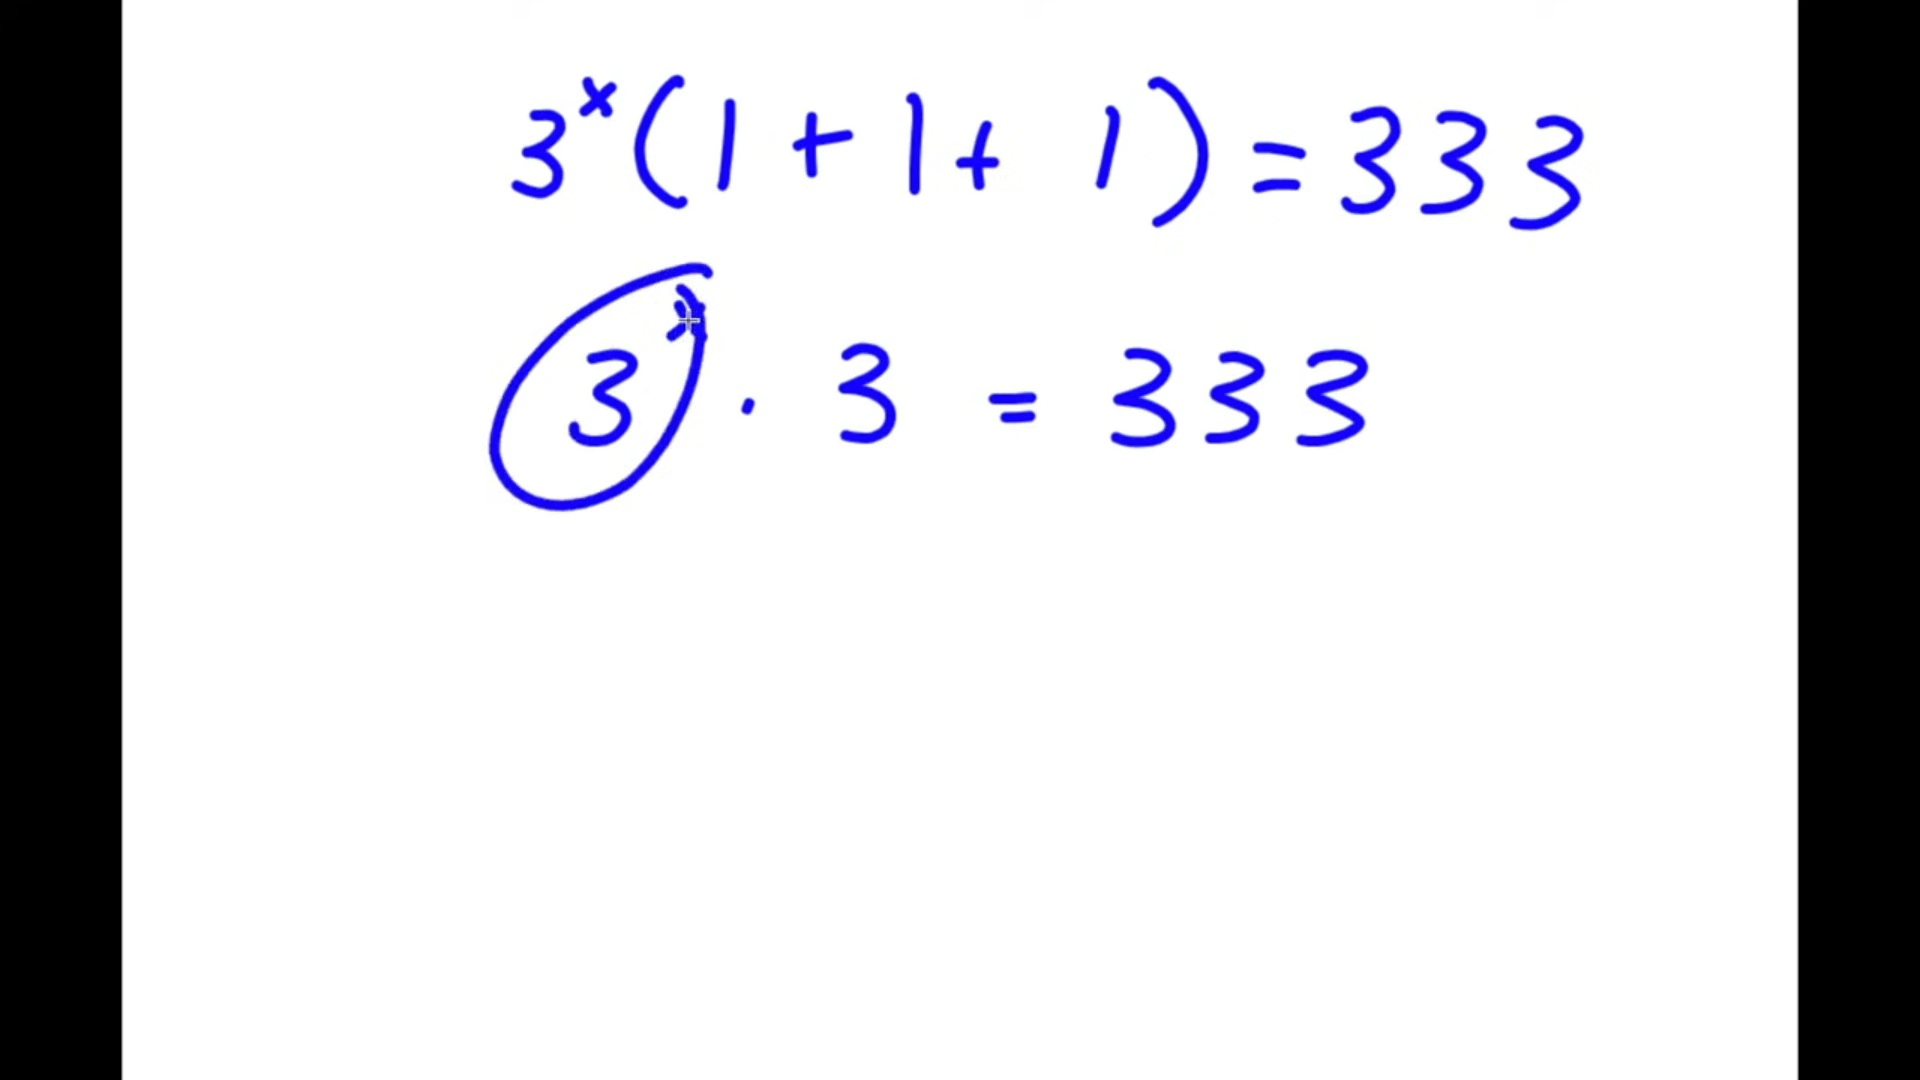 3^x (1 + 1 + 1) = 333
3^x · 3 = 333